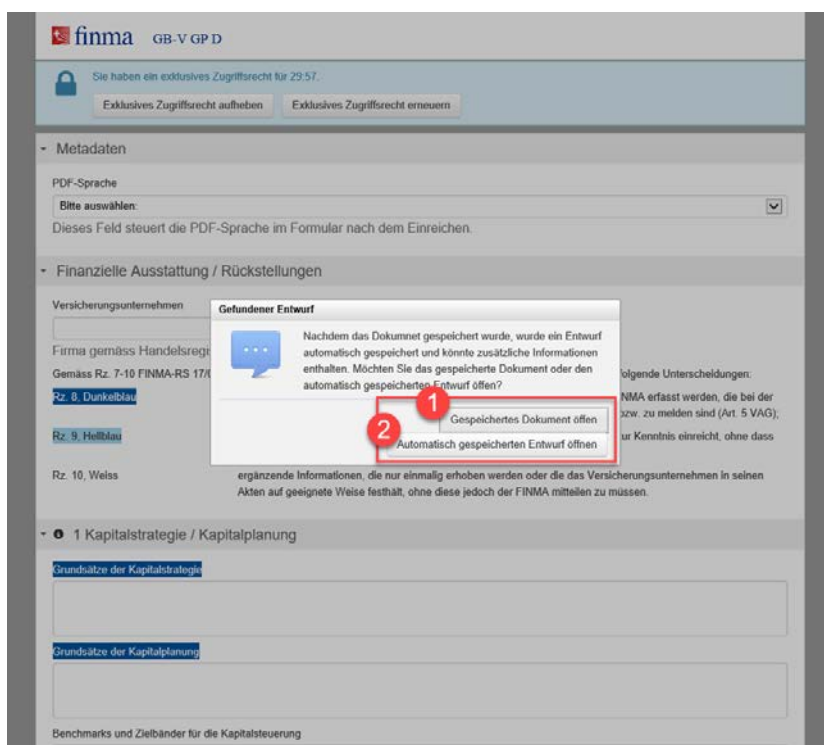 finma GB-V GP D
Sie haben ein exklusives Zugriffsrecht für 29:57.
Exklusives Zugriffsrecht aufheben Exklusives Zugriffsrecht erneuern
Metadaten
PDF-Sprache
Bitte auswählen:
Dieses Feld steuert die PDF-Sprache im Formular nach dem Einreichen.
Finanzielle Ausstattung / Rückstellungen
Versicherungsunternehmen
Gefundener Entwurf
Nachdem das Dokumnet gespeichert wurde, wurde ein Entwurf
automatisch gespeichert und könnte zusätzliche Informationen
enthalten. Möchten Sie das gespeicherte Dokument oder den
automatisch gespeicherten Entwurf öffen?
1
Gespeichertes Dokument öffen
2
Automatisch gespeicherten Entwurf öffnen
Firma gemäss Handelsregi
Gemäss Rz. 7-10 FINMA-RS 17/ olgende Unterscheidungen:
Rz. 8, Dunkelblau NMA erfasst werden, die bei der
bzw. zu melden sind (Art. 5 VAG);
Rz. 9, Hellblau ur Kenntnis einreicht, ohne dass
Rz. 10, Weiss ergänzende Informationen, die nur einmalig erhoben werden oder die das Versicherungsunternehmen in seinen
Akten auf geeignete Weise festhält, ohne diese jedoch der FINMA mitteilen zu müssen.
1 Kapitalstrategie / Kapitalplanung
Grundsätze der Kapitalstrategie
Grundsätze der Kapitalplanung
Benchmarks und Zielbänder für die Kapitalsteuerung